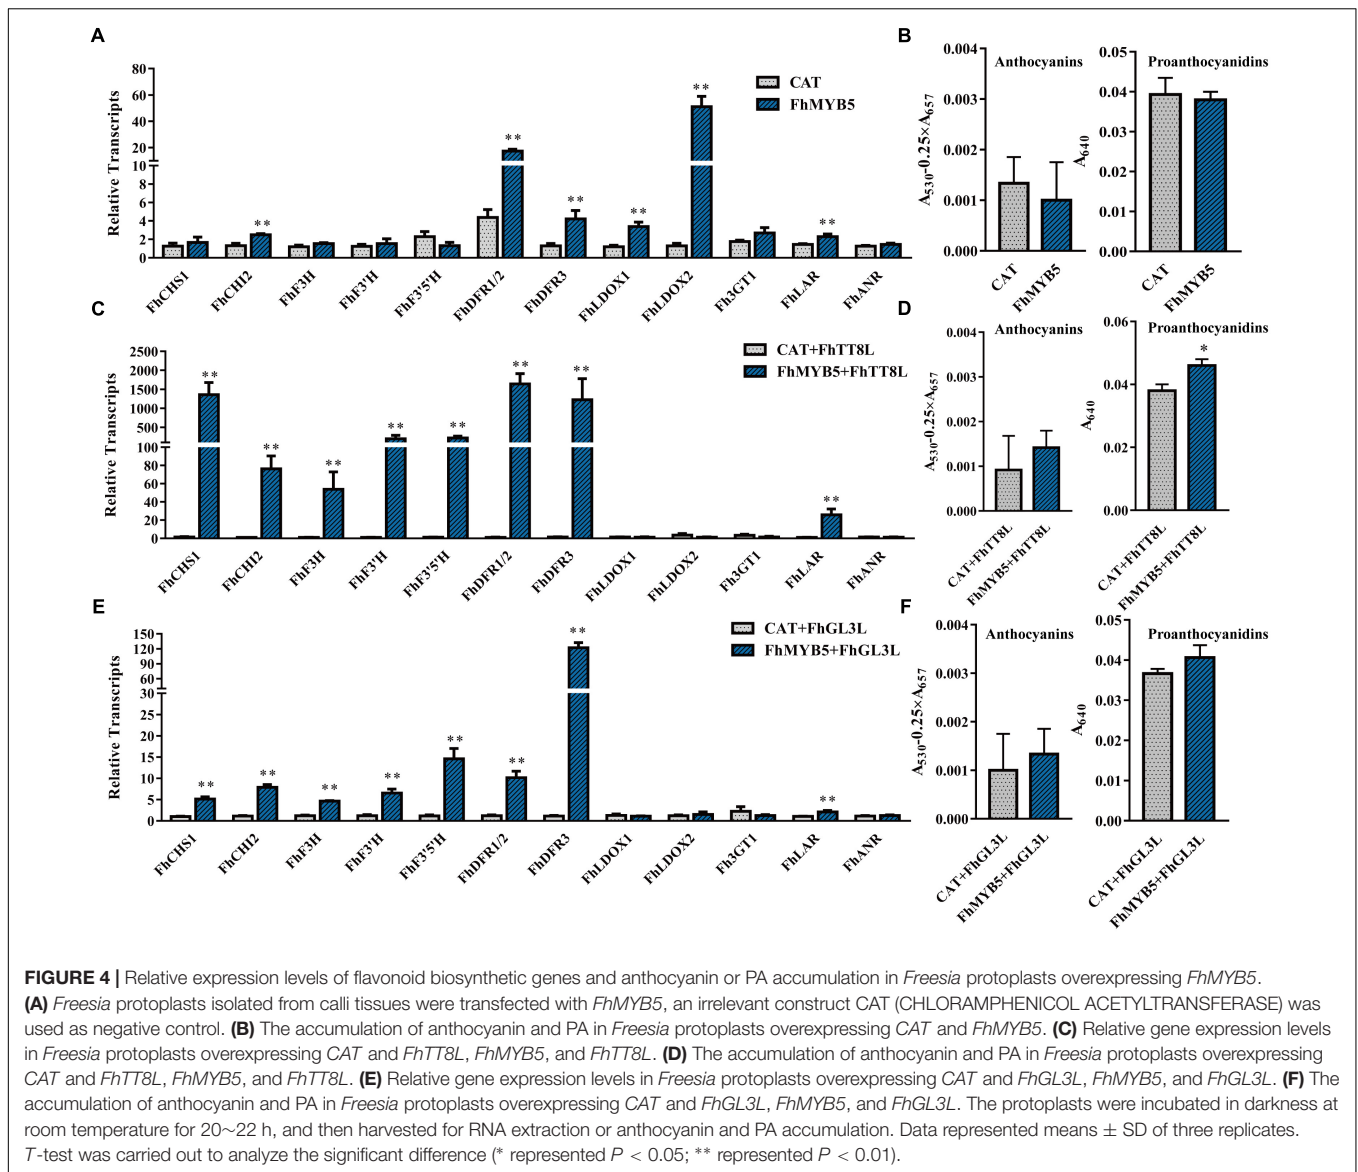 A
Relative Transcripts
80
60
40
20
10
8
6
4
2
0
CAT
FhMYB5
**
**
**
**
**
**
FhCHS1
FhCHI2
FhF3H
FhF3'H
FhF3'5'H
FhDFR1/2
FhDFR3
FhLDOX1
FhLDOX2
Fh3GT1
FhLAR
FhANR
B
Anthocyanins
A530-0.25×A657
0.004
0.003
0.002
0.001
0.000
CAT
FhMYB5
Proanthocyanidins
A640
0.05
0.04
0.03
0.02
0.01
0.00
CAT
FhMYB5
C
Relative Transcripts
2500
2000
1500
1000
500
100
80
60
40
20
0
CAT+FhTT8L
FhMYB5+FhTT8L
**
**
**
**
**
**
**
**
FhCHS1
FhCHI2
FhF3H
FhF3'H
FhF3'5'H
FhDFR1/2
FhDFR3
FhLDOX1
FhLDOX2
Fh3GT1
FhLAR
FhANR
D
Anthocyanins
A530-0.25×A657
0.004
0.003
0.002
0.001
0.000
CAT+FhTT8L
FhMYB5+FhTT8L
Proanthocyanidins
A640
0.06
0.04
0.02
0.00
*
CAT+FhTT8L
FhMYB5+FhTT8L
E
Relative Transcripts
150
120
90
60
30
25
20
15
10
5
0
CAT+FhGL3L
FhMYB5+FhGL3L
**
**
**
**
**
**
**
**
FhCHS1
FhCHI2
FhF3H
FhF3'H
FhF3'5'H
FhDFR1/2
FhDFR3
FhLDOX1
FhLDOX2
Fh3GT1
FhLAR
FhANR
F
Anthocyanins
A530-0.25×A657
0.004
0.003
0.002
0.001
0.000
CAT+FhGL3L
FhMYB5+FhGL3L
Proanthocyanidins
A640
0.05
0.04
0.03
0.02
0.01
0.00
CAT+FhGL3L
FhMYB5+FhGL3L
FIGURE 4 | Relative expression levels of flavonoid biosynthetic genes and anthocyanin or PA accumulation in Freesia protoplasts overexpressing FhMYB5.
(A) Freesia protoplasts isolated from calli tissues were transfected with FhMYB5, an irrelevant construct CAT (CHLORAMPHENICOL ACETYLTRANSFERASE) was
used as negative control. (B) The accumulation of anthocyanin and PA in Freesia protoplasts overexpressing CAT and FhMYB5. (C) Relative gene expression levels
in Freesia protoplasts overexpressing CAT and FhTT8L, FhMYB5, and FhTT8L. (D) The accumulation of anthocyanin and PA in Freesia protoplasts overexpressing
CAT and FhTT8L, FhMYB5, and FhTT8L. (E) Relative gene expression levels in Freesia protoplasts overexpressing CAT and FhGL3L, FhMYB5, and FhGL3L. (F) The
accumulation of anthocyanin and PA in Freesia protoplasts overexpressing CAT and FhGL3L, FhMYB5, and FhGL3L. The protoplasts were incubated in darkness at
room temperature for 20~22 h, and then harvested for RNA extraction or anthocyanin and PA accumulation. Data represented means ± SD of three replicates.
T-test was carried out to analyze the significant difference (* represented P < 0.05; ** represented P < 0.01).